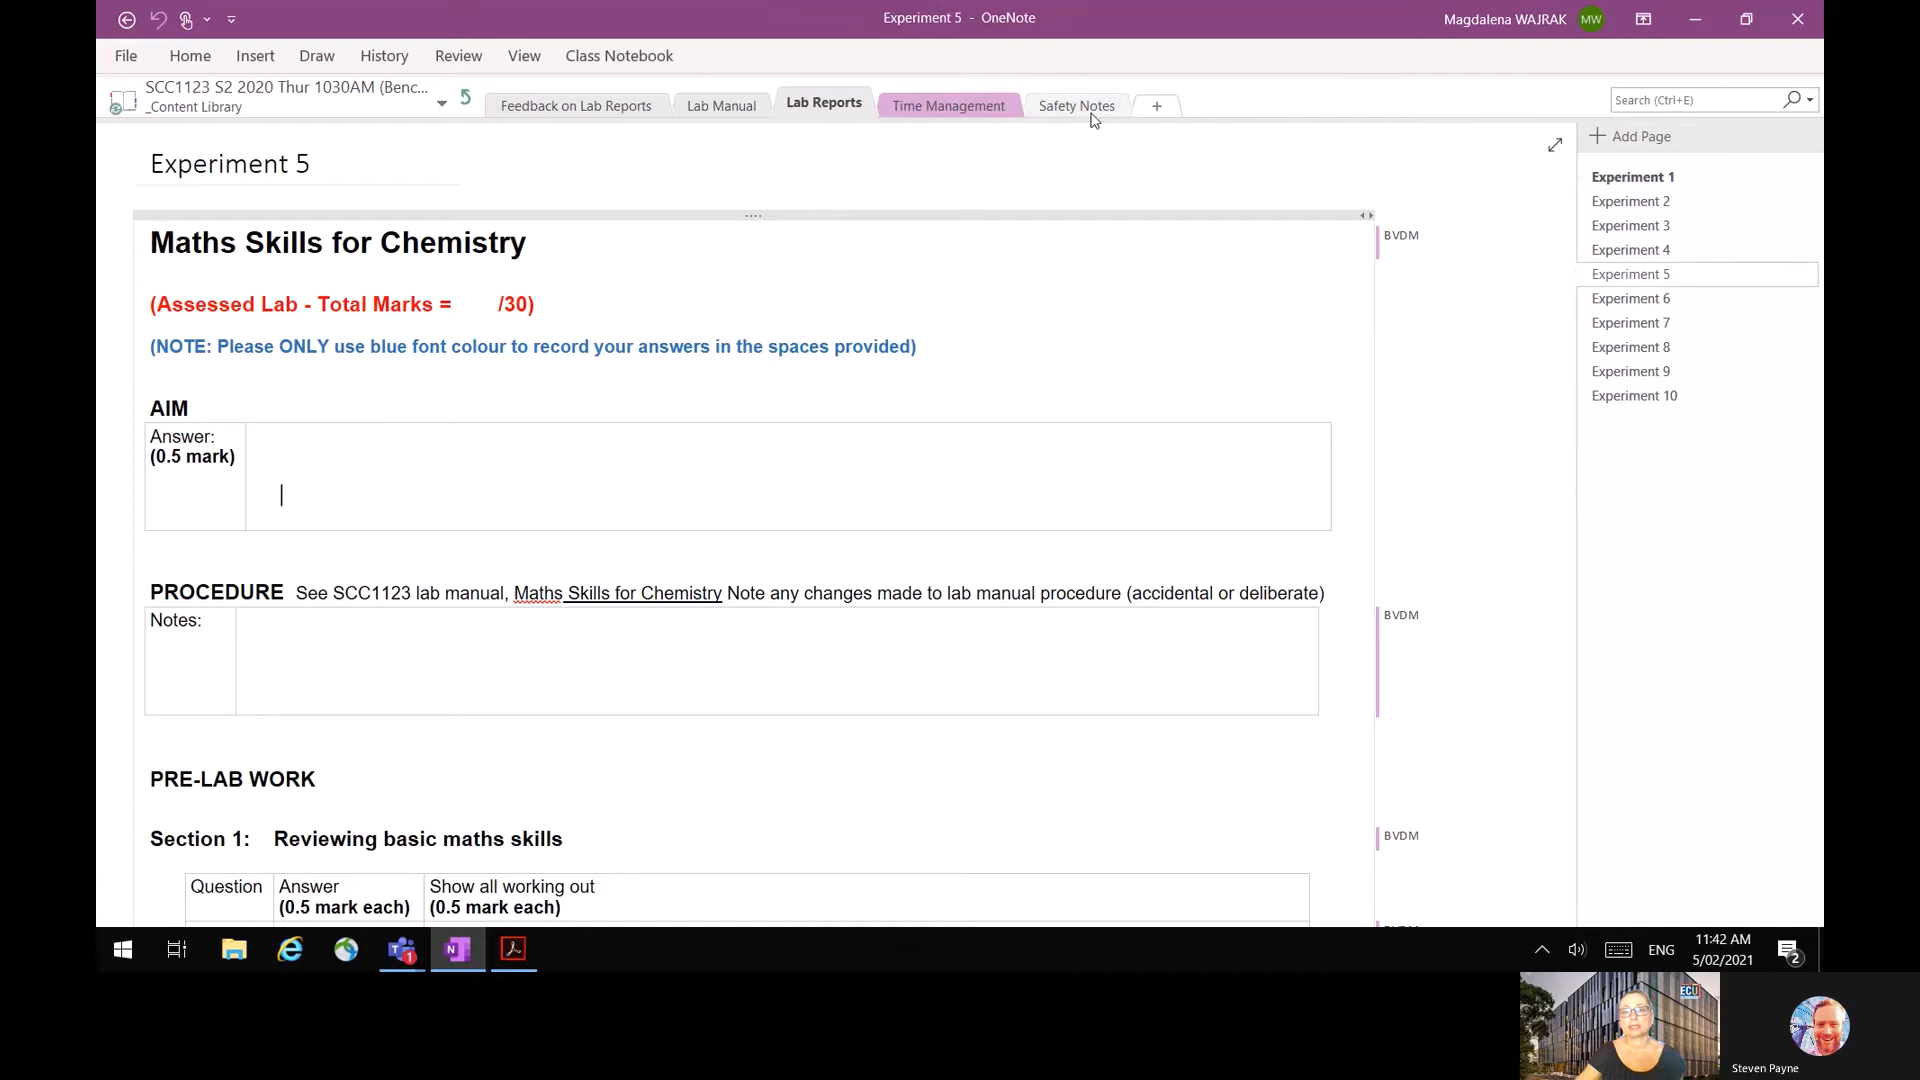 Experiment 5 - OneNote
Magdalena WAJRAK MW
File Home Insert Draw History Review View Class Notebook
SCC1123 S2 2020 Thur 1030AM (Benc...
_Content Library
Feedback on Lab Reports Lab Manual Lab Reports Time Management Safety Notes +
Search (Ctrl+E)
Add Page
Experiment 5
Experiment 1
Experiment 2
Experiment 3
Experiment 4
Experiment 5
Experiment 6
Experiment 7
Experiment 8
Experiment 9
Experiment 10
Maths Skills for Chemistry
BVDM
(Assessed Lab - Total Marks = /30)
(NOTE: Please ONLY use blue font colour to record your answers in the spaces provided)
AIM
Answer:
(0.5 mark)
PROCEDURE See SCC1123 lab manual, Maths Skills for Chemistry Note any changes made to lab manual procedure (accidental or deliberate)
Notes:
BVDM
PRE-LAB WORK
Section 1: Reviewing basic maths skills
BVDM
Question Answer Show all working out
(0.5 mark each) (0.5 mark each)
1
ENG
11:42 AM
5/02/2021
2
ECU
Steven Payne